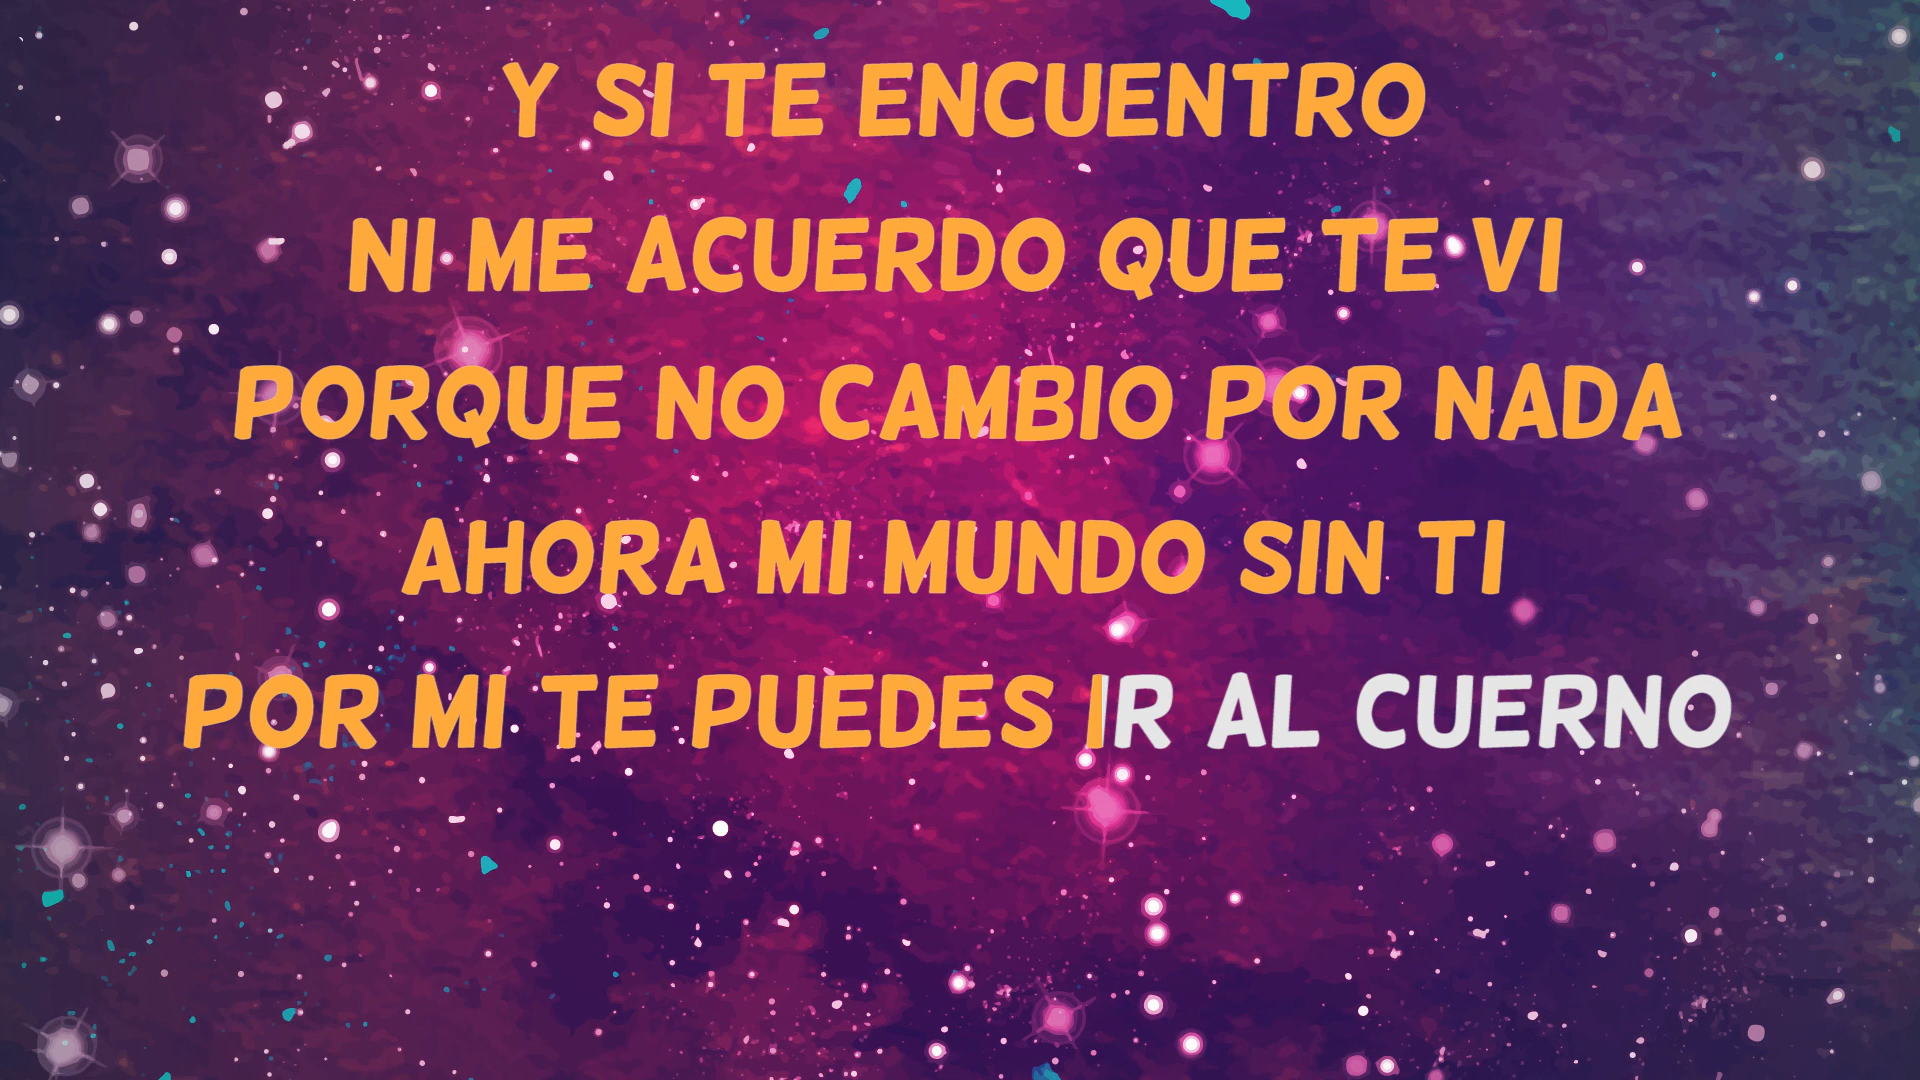 Y SI TE ENCUENTRO
NI ME ACUERDO QUE TE VI
PORQUE NO CAMBIO POR NADA
AHORA MI MUNDO SIN TI
POR MI TE PUEDES IR AL CUERNO